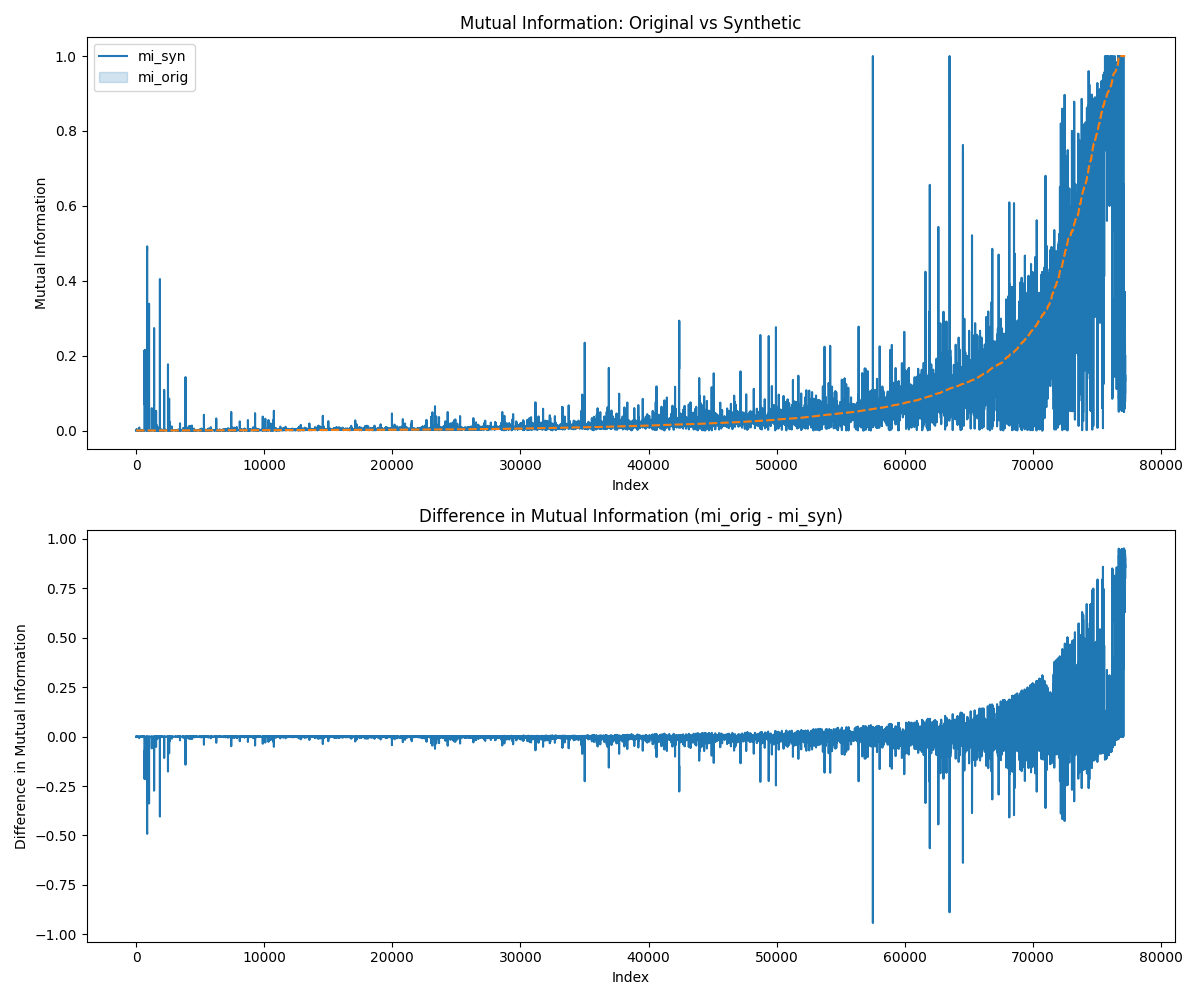 Mutual Information: Original vs Synthetic
mi_syn
mi_orig
1.0
0.8
0.6
0.4
0.2
0.0
Mutual Information
0 10000 20000 30000 40000 50000 60000 70000 80000
Index
Difference in Mutual Information (mi_orig - mi_syn)
1.00
0.75
0.50
0.25
0.00
−0.25
−0.50
−0.75
−1.00
Difference in Mutual Information
0 10000 20000 30000 40000 50000 60000 70000 80000
Index